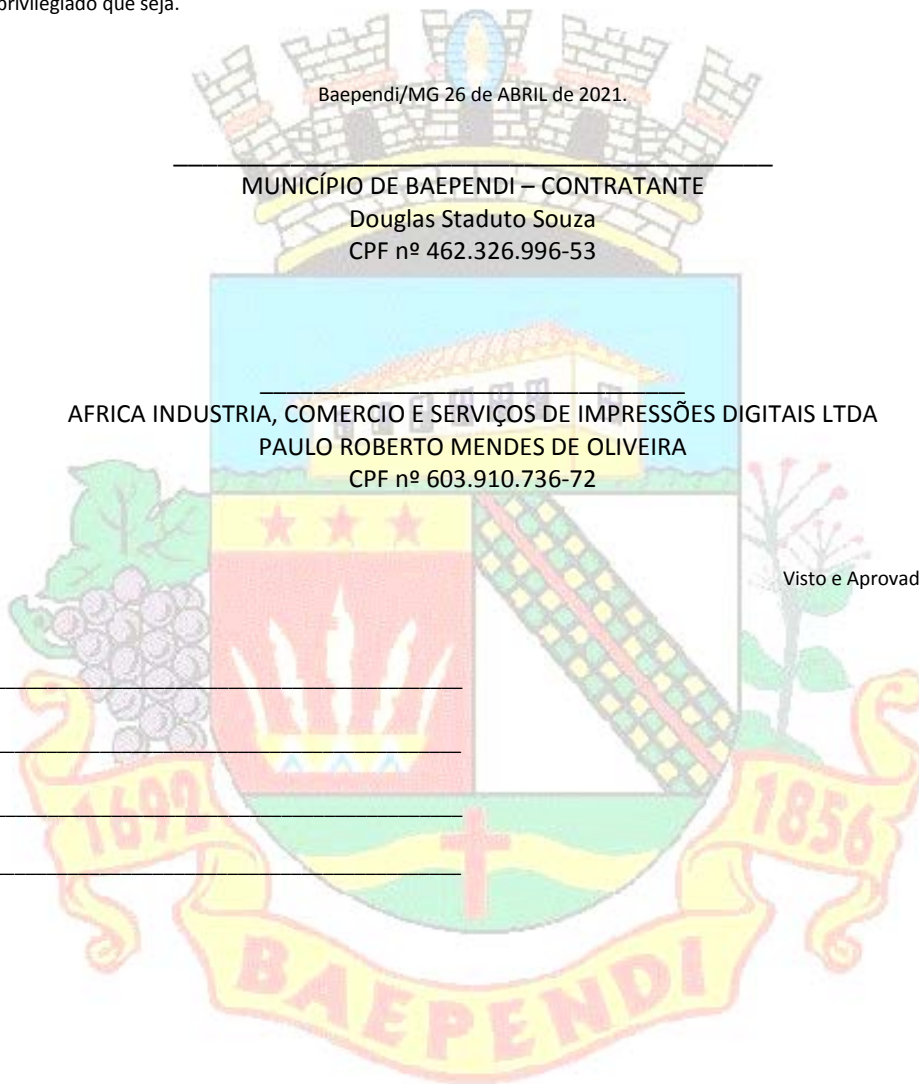 privilegiado que seja.
Baependi/MG 26 de ABRIL de 2021.
MUNICÍPIO DE BAEPENDI – CONTRATANTE
Douglas Staduto Souza
CPF nº 462.326.996-53
AFRICA INDUSTRIA, COMERCIO E SERVIÇOS DE IMPRESSÕES DIGITAIS LTDA
PAULO ROBERTO MENDES DE OLIVEIRA
CPF nº 603.910.736-72
Visto e Aprovad
1692
1856
BAEPENDI